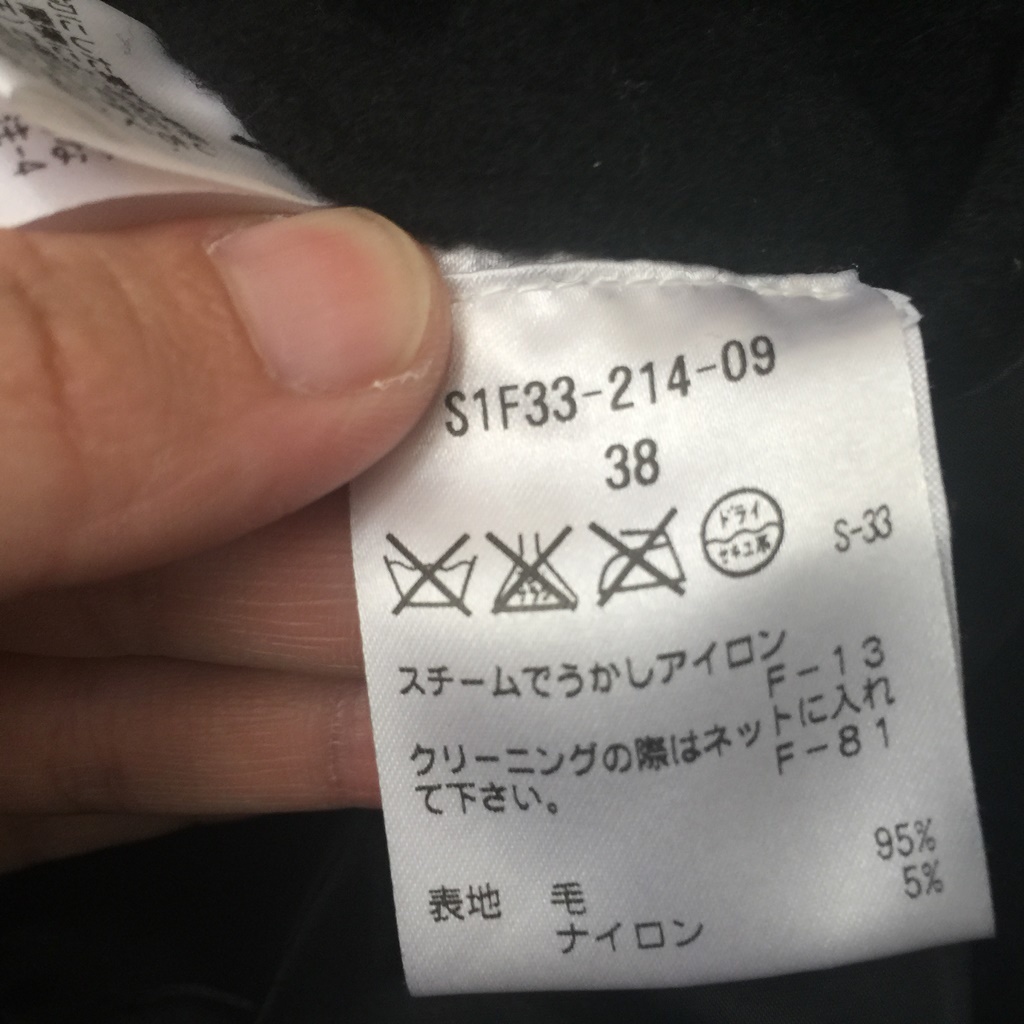 S1F33-214-09
38
ドライ
セキユ系
S-33
スチームでうかしアイロン
F-13
クリーニングの際はネットに入れ
F-81
て下さい。
表地 毛 95%
ナイロン 5%